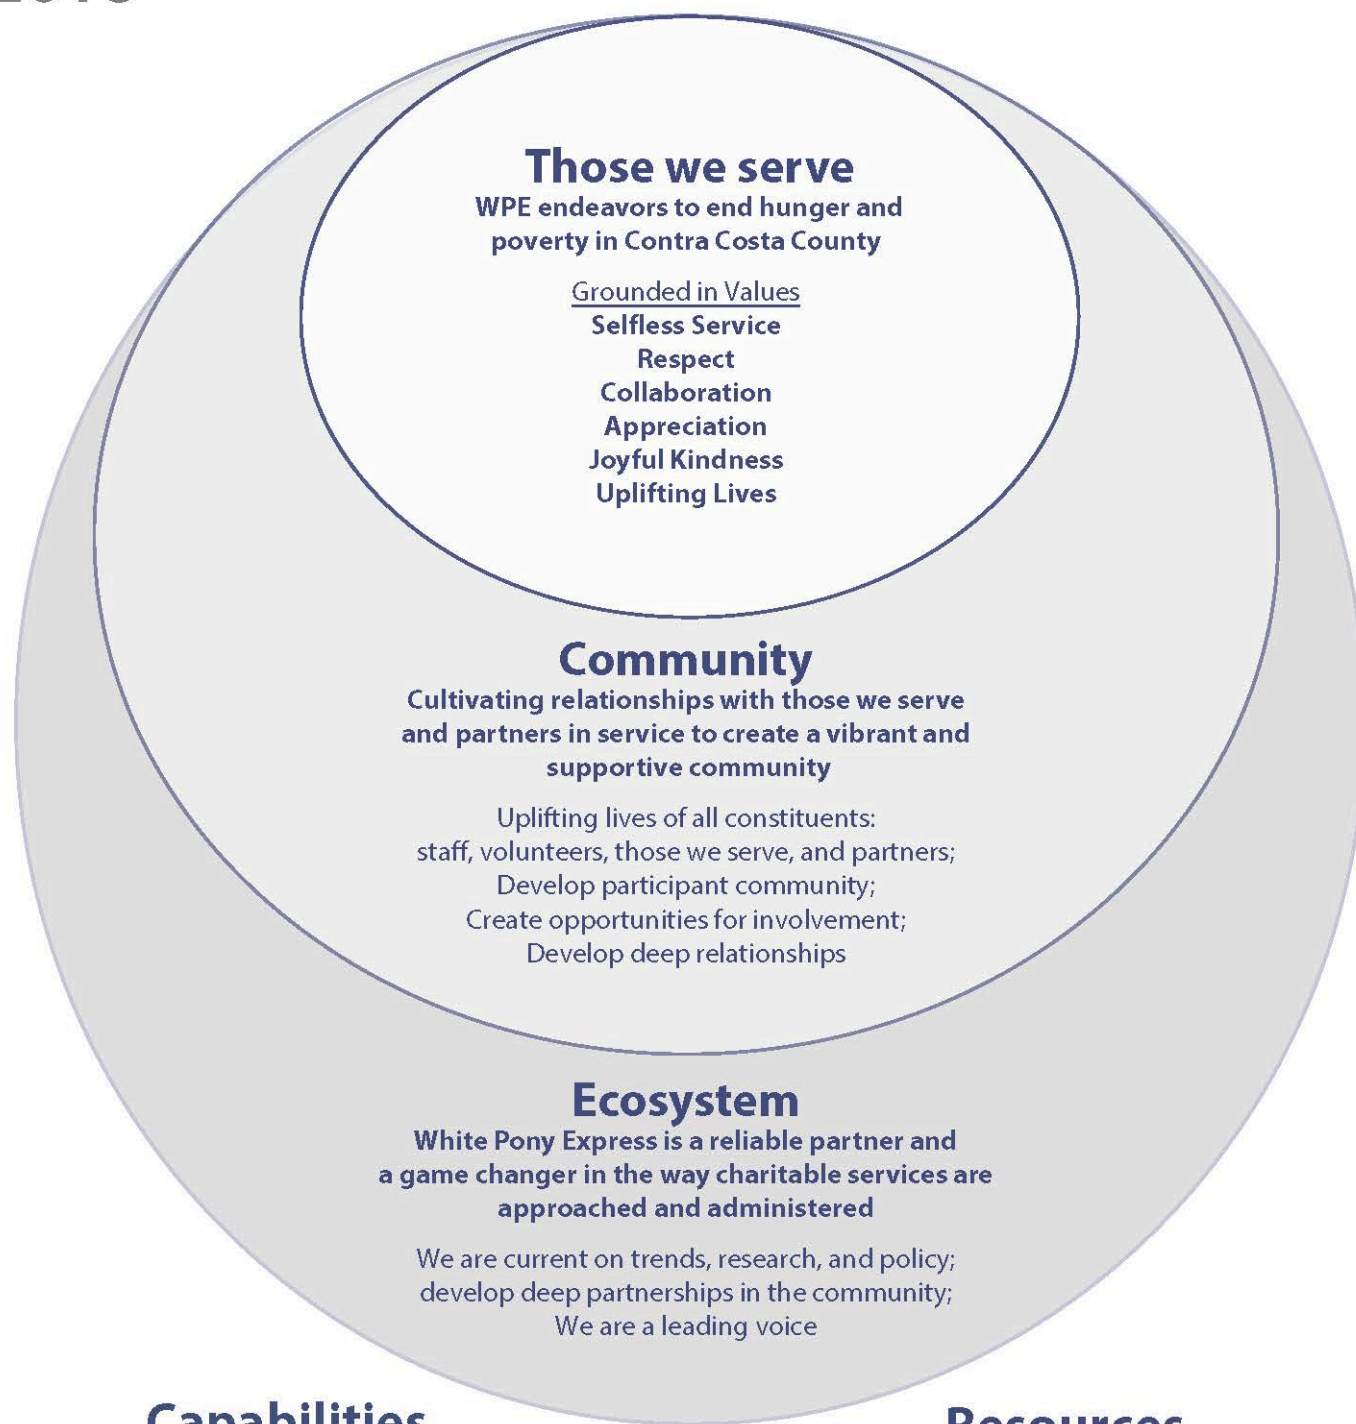 Those we serve
WPE endeavors to end hunger and
poverty in Contra Costa County
Grounded in Values
Selfless Service
Respect
Collaboration
Appreciation
Joyful Kindness
Uplifting Lives
Community
Cultivating relationships with those we serve
and partners in service to create a vibrant and
supportive community
Uplifting lives of all constituents:
staff, volunteers, those we serve, and partners;
Develop participant community;
Create opportunities for involvement;
Develop deep relationships
Ecosystem
White Pony Express is a reliable partner and
a game changer in the way charitable services are
approached and administered
We are current on trends, research, and policy;
develop deep partnerships in the community;
We are a leading voice
Capabilities
Resources